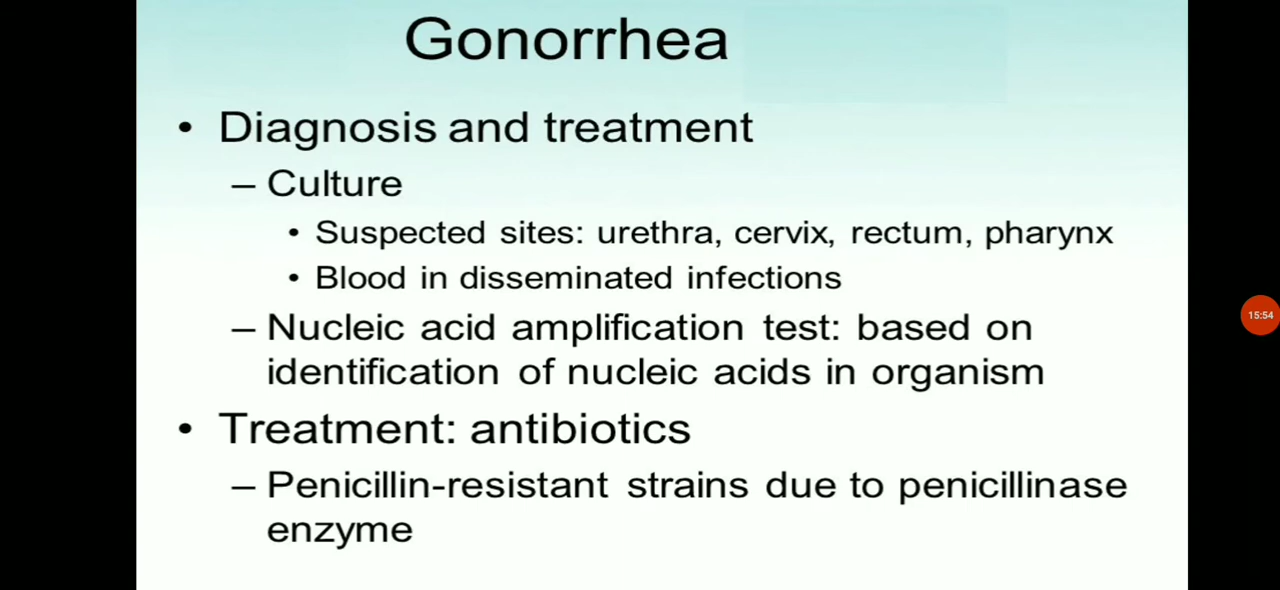 Gonorrhea
• Diagnosis and treatment
– Culture
• Suspected sites: urethra, cervix, rectum, pharynx
• Blood in disseminated infections
– Nucleic acid amplification test: based on
identification of nucleic acids in organism
• Treatment: antibiotics
– Penicillin-resistant strains due to penicillinase
enzyme
15:54